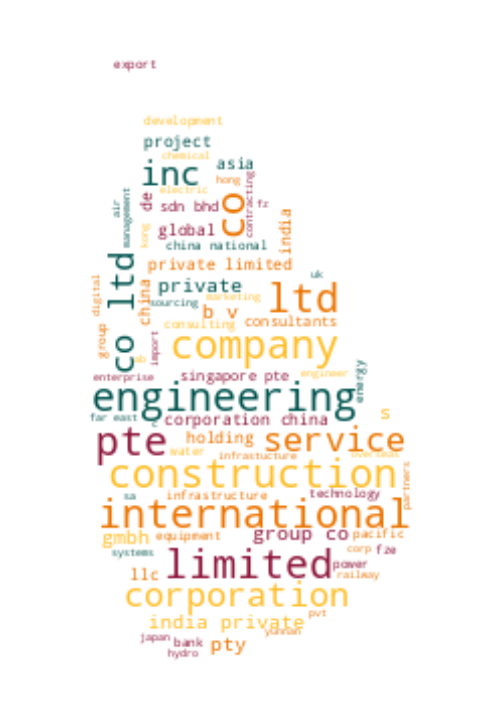 export
development
project
chemical
inc
asia
electric
hong
de
sdn bhd
co
contracting
fz
air
management
kong
global
india
china national
co ltd
private limited
uk
digital
china
private
sourcing
marketing
ltd
b v
consulting
consultants
group
import
company
enterprise
singapore pte
engineer
energy
engineering
far east
corporation china
s
pte
holding
service
water
infrastucture
overseas
construction
partners
sa
infrastructure
technology
international
gmbh
equipment
group co
pacific
systems
limited
corp
fze
power
llc
railway
corporation
india private
pvt
yunnan
japan
bank
pty
hydro